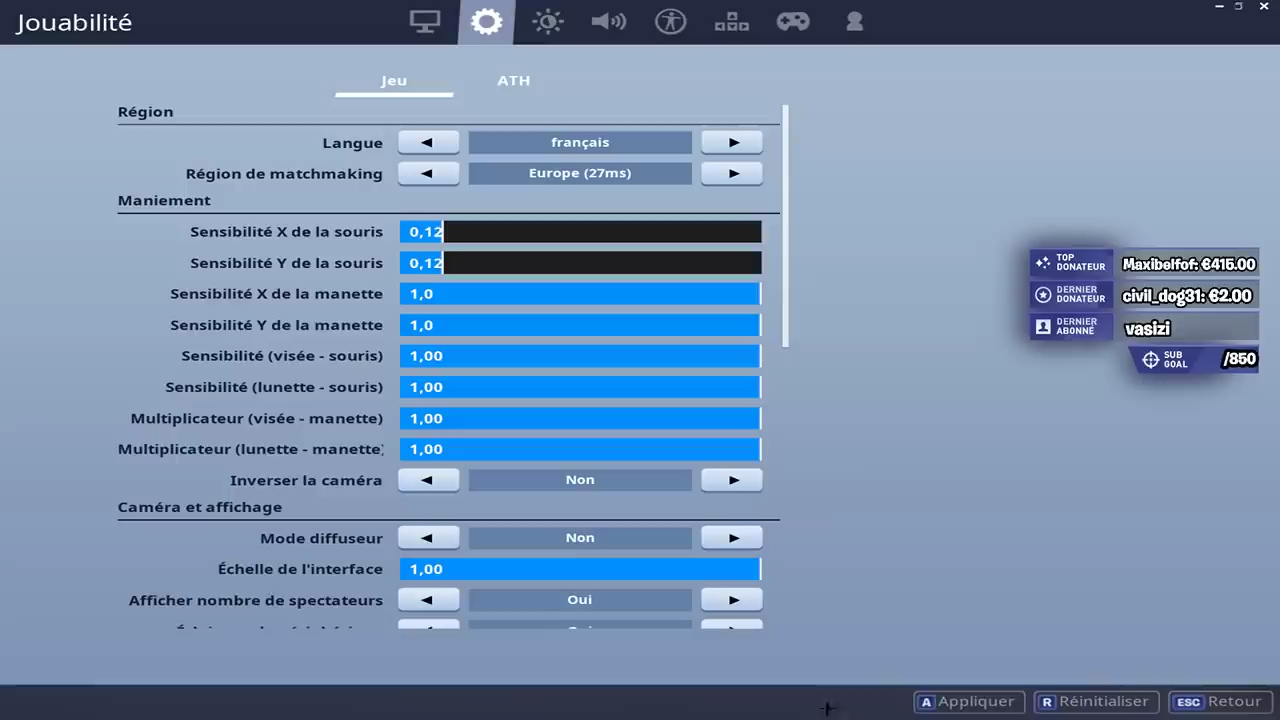 Jouabilité
Jeu
ATH
Région
Langue
français
Région de matchmaking
Europe (27ms)
Maniement
Sensibilité X de la souris
0,12
Sensibilité Y de la souris
0,12
Sensibilité X de la manette
1,0
Sensibilité Y de la manette
1,0
Sensibilité (visée - souris)
1,00
Sensibilité (lunette - souris)
1,00
Multiplicateur (visée - manette)
1,00
Multiplicateur (lunette - manette)
1,00
Inverser la caméra
Non
Caméra et affichage
Mode diffuseur
Non
Échelle de l'interface
1,00
Afficher nombre de spectateurs
Oui
TOP DONATEUR
Maxibelfof: €415.00
DERNIER DONATEUR
civil_dog31: €2.00
DERNIER ABONNÉ
vasizi
SUB GOAL
/850
A Appliquer
R Réinitialiser
ESC Retour